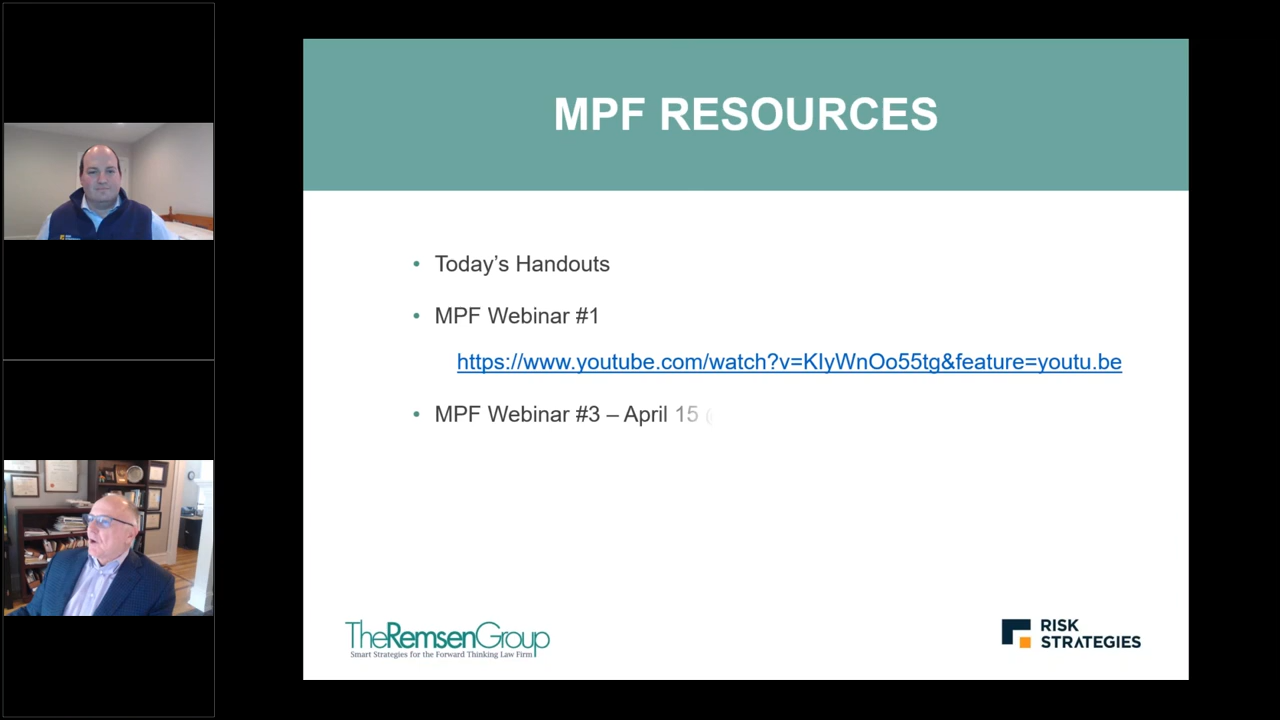 MPF RESOURCES
• Today’s Handouts
• MPF Webinar #1
https://www.youtube.com/watch?v=KIyWnOo55tg&feature=youtu.be
• MPF Webinar #3 – April 15
TheRemsenGroup
Smart Strategies for the Forward Thinking Law Firm
RISK
STRATEGIES
RISK